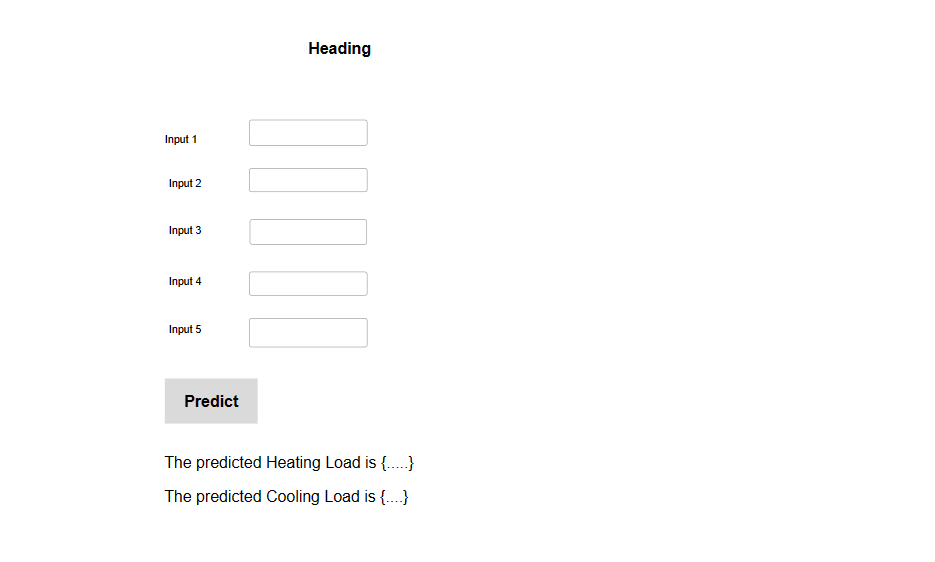 Heading
Input 1
Input 2
Input 3
Input 4
Input 5
Predict
The predicted Heating Load is {.....}
The predicted Cooling Load is {....}